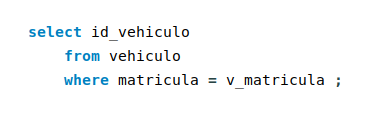 select id_vehiculo
from vehiculo
where matricula = v_matricula ;